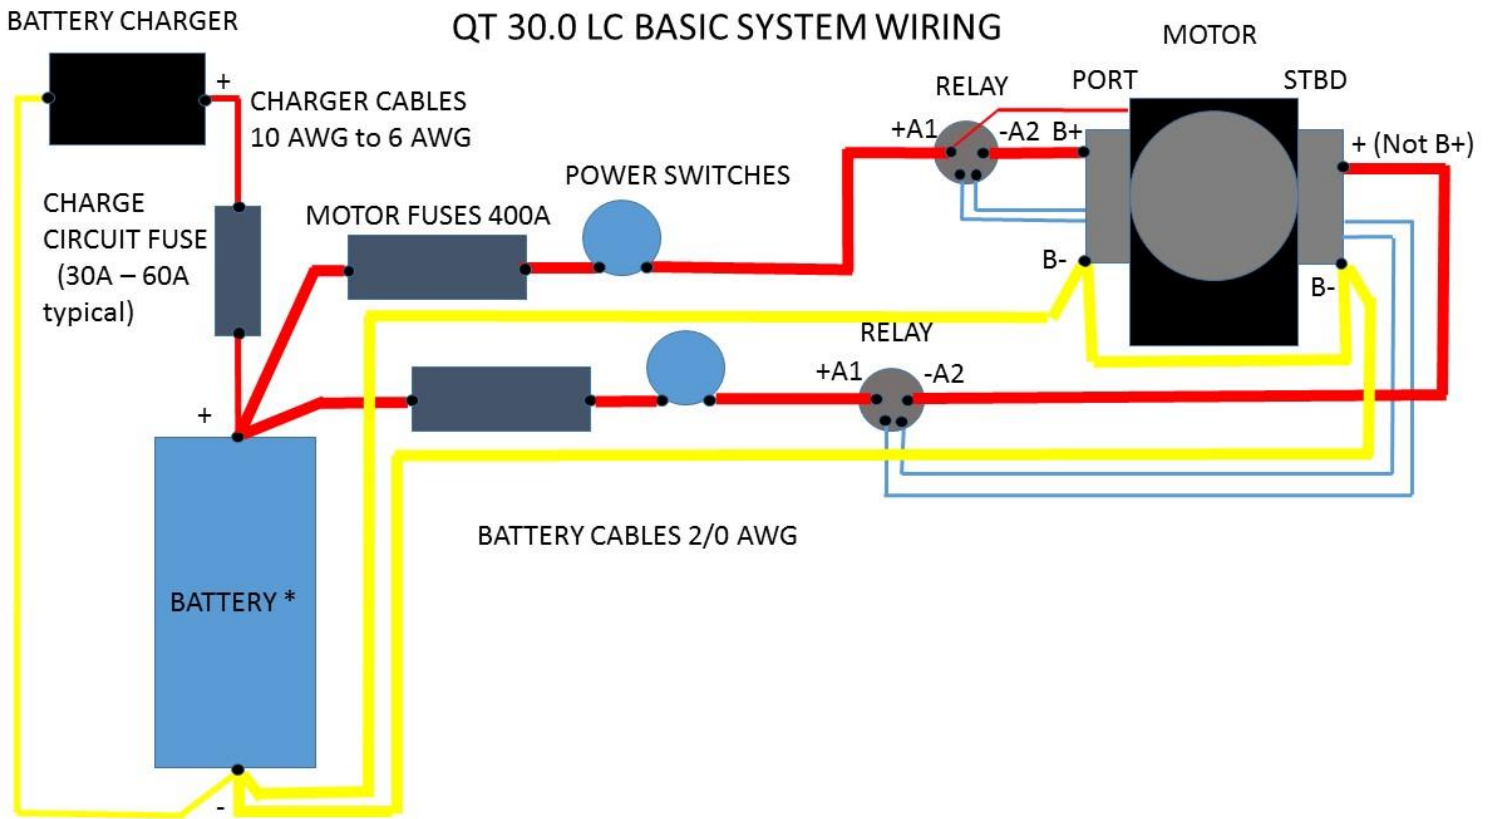 BATTERY CHARGER
QT 30.0 LC BASIC SYSTEM WIRING
MOTOR
+
CHARGER CABLES
10 AWG to 6 AWG
RELAY
PORT
STBD
+A1
-A2
B+
+ (Not B+)
POWER SWITCHES
CHARGE
CIRCUIT FUSE
(30A – 60A
typical)
MOTOR FUSES 400A
B-
B-
RELAY
+A1
-A2
+
BATTERY CABLES 2/0 AWG
BATTERY *
-